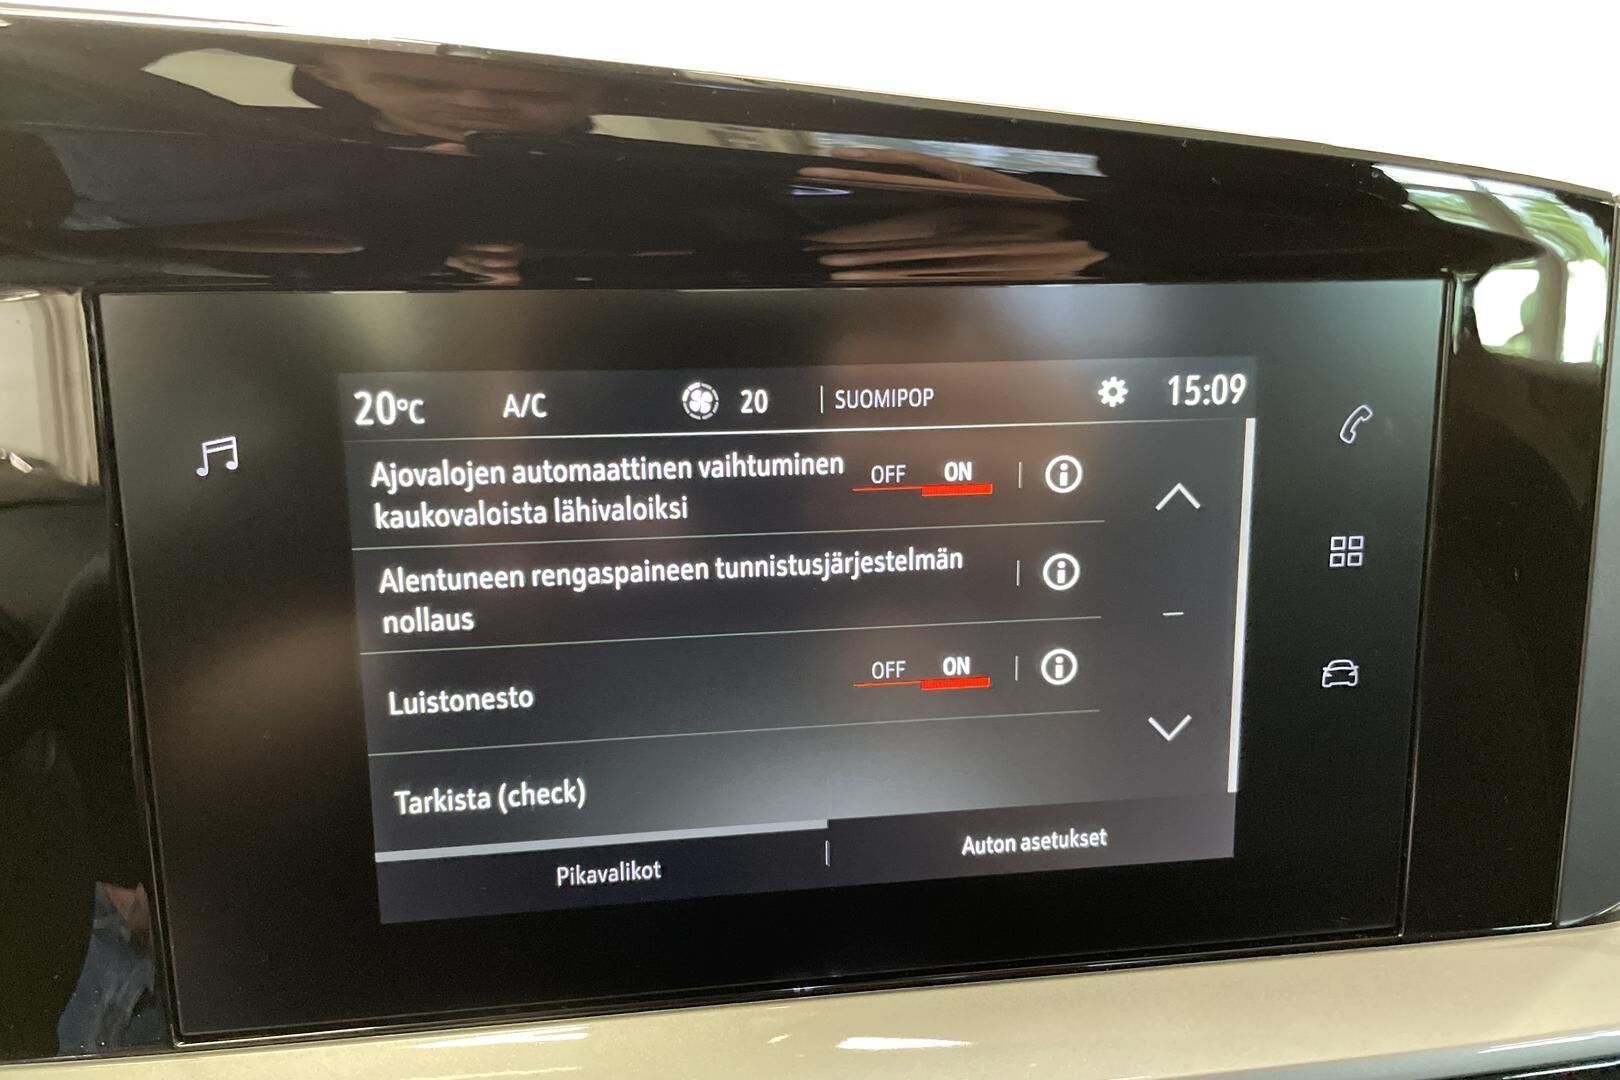 20°C A/C 20 | SUOMIPOP 15:09
Ajovalojen automaattinen vaihtuminen OFF ON
kaukovaloista lähivaloiksi
Alentuneen rengaspaineen tunnistusjärjestelmän
nollaus
Luistonesto OFF ON
Tarkista (check)
Pikavalikot | Auton asetukset